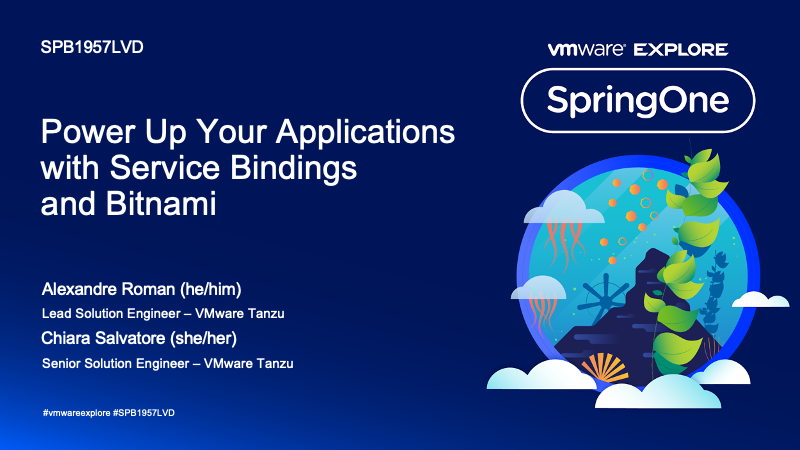 SPB1957LVD
vmware® EXPLORE
SpringOne
Power Up Your Applications
with Service Bindings
and Bitnami
Alexandre Roman (he/him)
Lead Solution Engineer – VMware Tanzu
Chiara Salvatore (she/her)
Senior Solution Engineer – VMware Tanzu
#vmwareexplore #SPB1957LVD